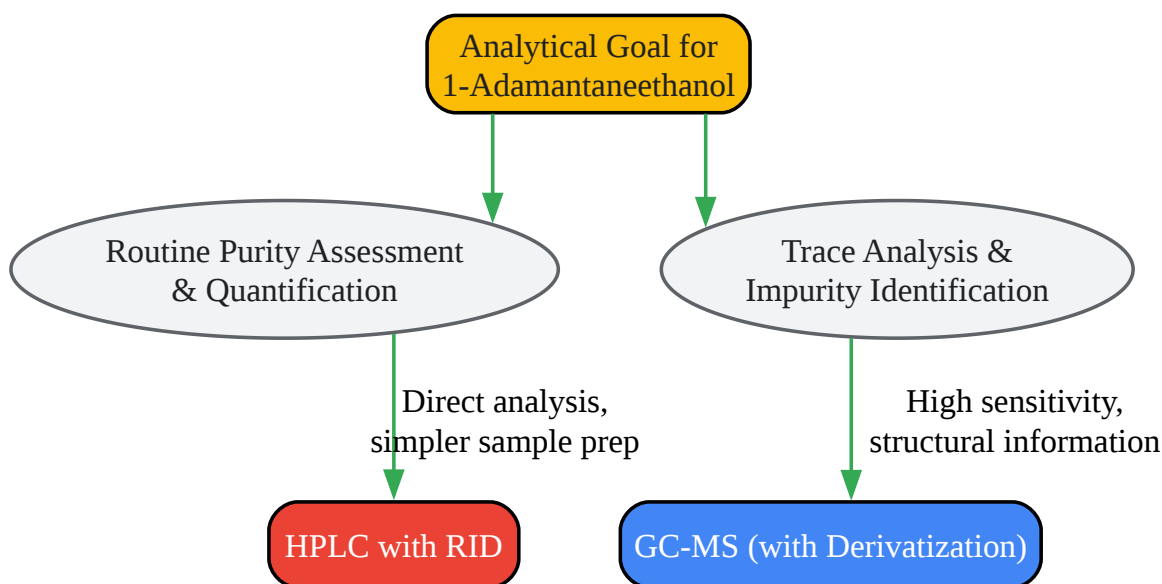 Analytical Goal for
1-Adamantaneethanol
Routine Purity Assessment
& Quantification
Trace Analysis &
Impurity Identification
Direct analysis,
simpler sample prep
High sensitivity,
structural information
HPLC with RID
GC-MS (with Derivatization)